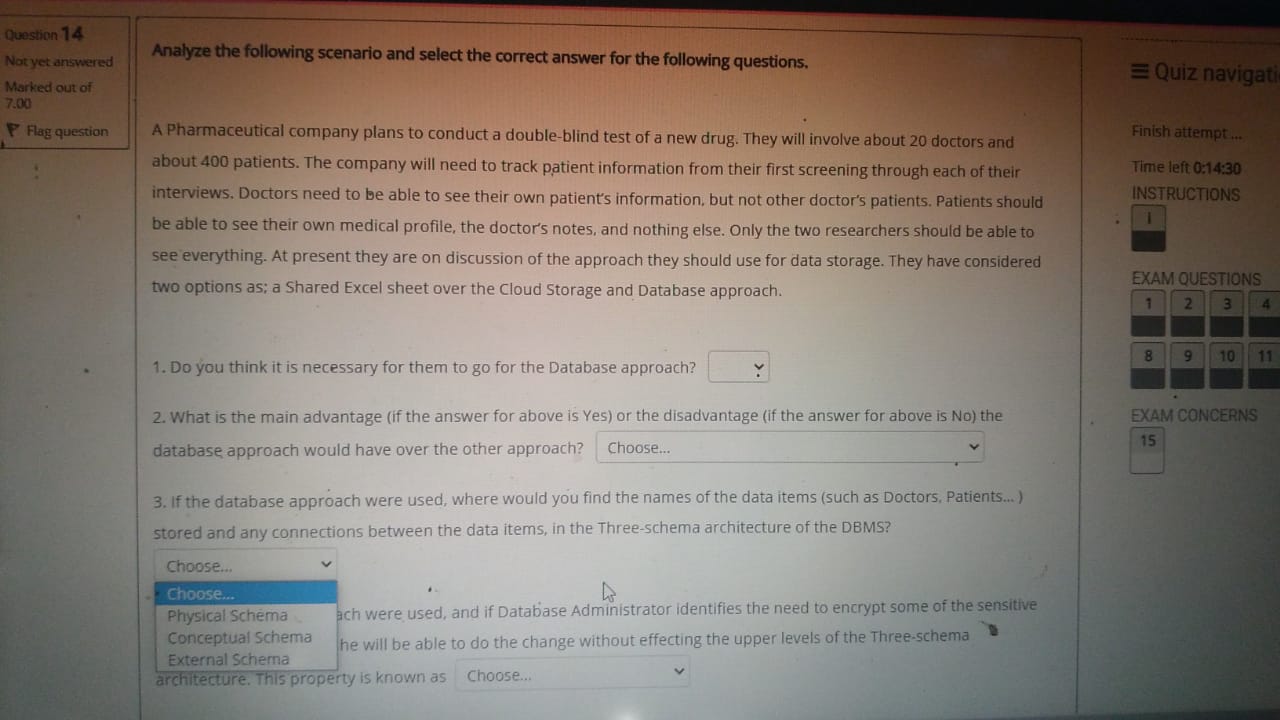 Question 14
Not yet answered
Marked out of
7.00
Flag question
Analyze the following scenario and select the correct answer for the following questions.
A Pharmaceutical company plans to conduct a double-blind test of a new drug. They will involve about 20 doctors and
about 400 patients. The company will need to track patient information from their first screening through each of their
interviews. Doctors need to be able to see their own patient's information, but not other doctor's patients. Patients should
be able to see their own medical profile, the doctor's notes, and nothing else. Only the two researchers should be able to
see everything. At present they are on discussion of the approach they should use for data storage. They have considered
two options as; a Shared Excel sheet over the Cloud Storage and Database approach.
1. Do you think it is necessary for them to go for the Database approach?
2. What is the main advantage (if the answer for above is Yes) or the disadvantage (if the answer for above is No) the
database approach would have over the other approach? Choose...
3. If the database approach were used, where would you find the names of the data items (such as Doctors, Patients... )
stored and any connections between the data items, in the Three-schema architecture of the DBMS?
Choose...
Choose...
Physical Schema
Conceptual Schema
External Schema
ach were used, and if Database Administrator identifies the need to encrypt some of the sensitive
he will be able to do the change without effecting the upper levels of the Three-schema
architecture. This property is known as Choose...
Quiz navigati
Finish attempt ...
Time left 0:14:30
INSTRUCTIONS
i
EXAM QUESTIONS
1 2 3 4
8 9 10 11
EXAM CONCERNS
15